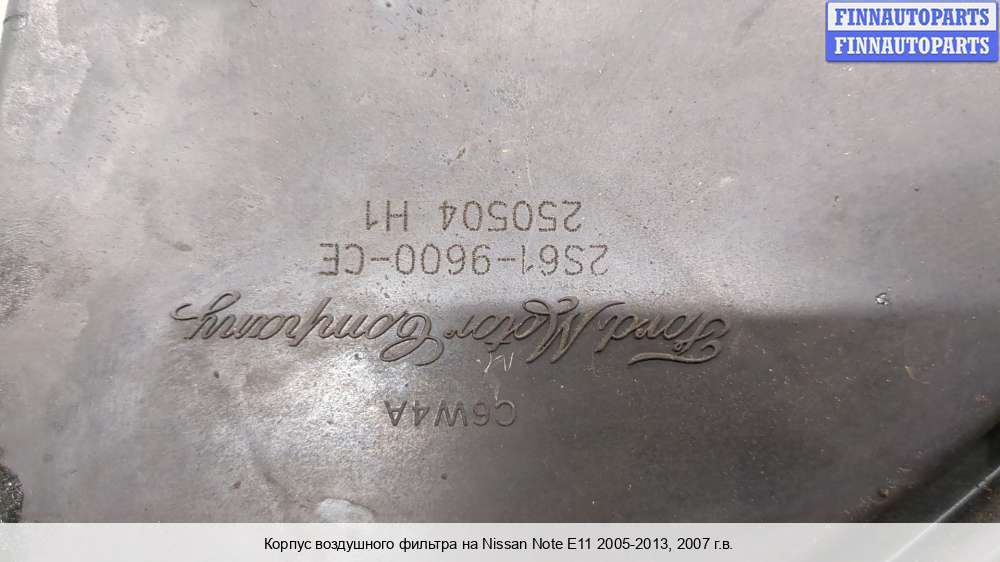 FINNAUTOPARTS
FINNAUTOPARTS
C6W4A
Ford Motor Company
2S61-9600-CE
250504 H1
Корпус воздушного фильтра на Nissan Note E11 2005-2013, 2007 г.в.